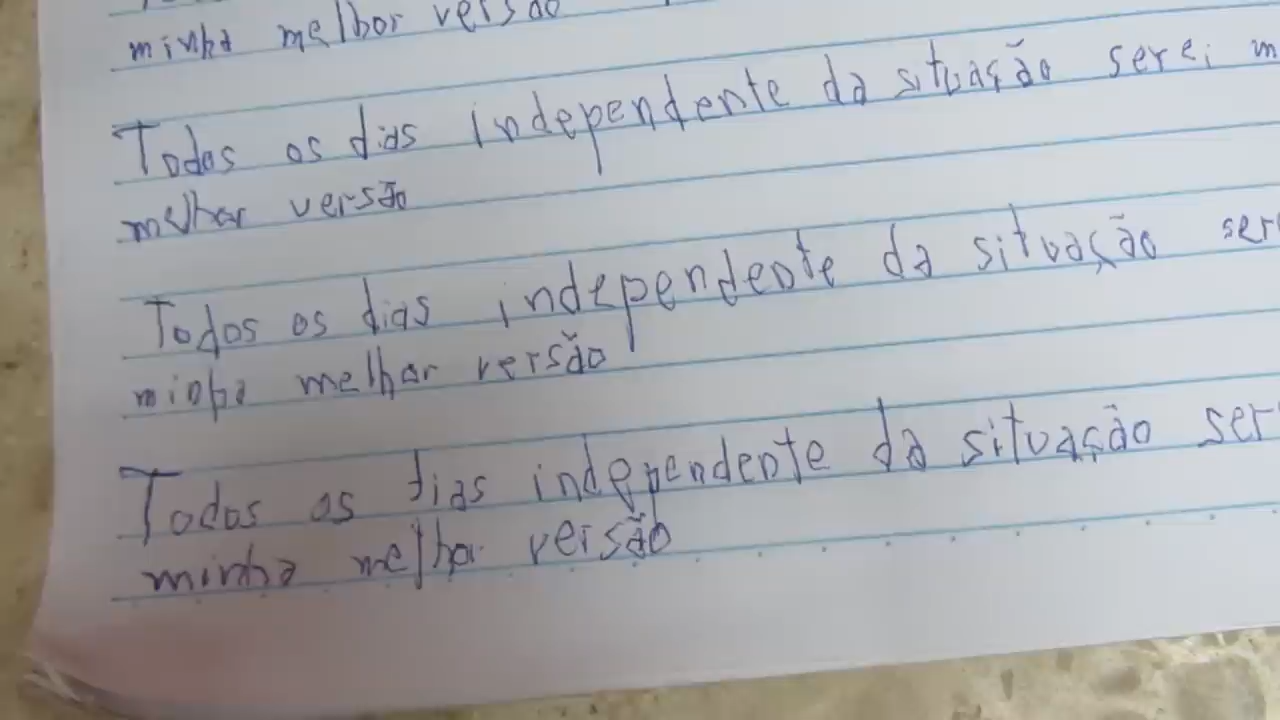 minha melhor versão
Todos os dias independente da situação serei m
melhor versão
Todos os dias independente da situação ser
minha melhor versão
Todos os dias independente da situação ser
minha melhor versão